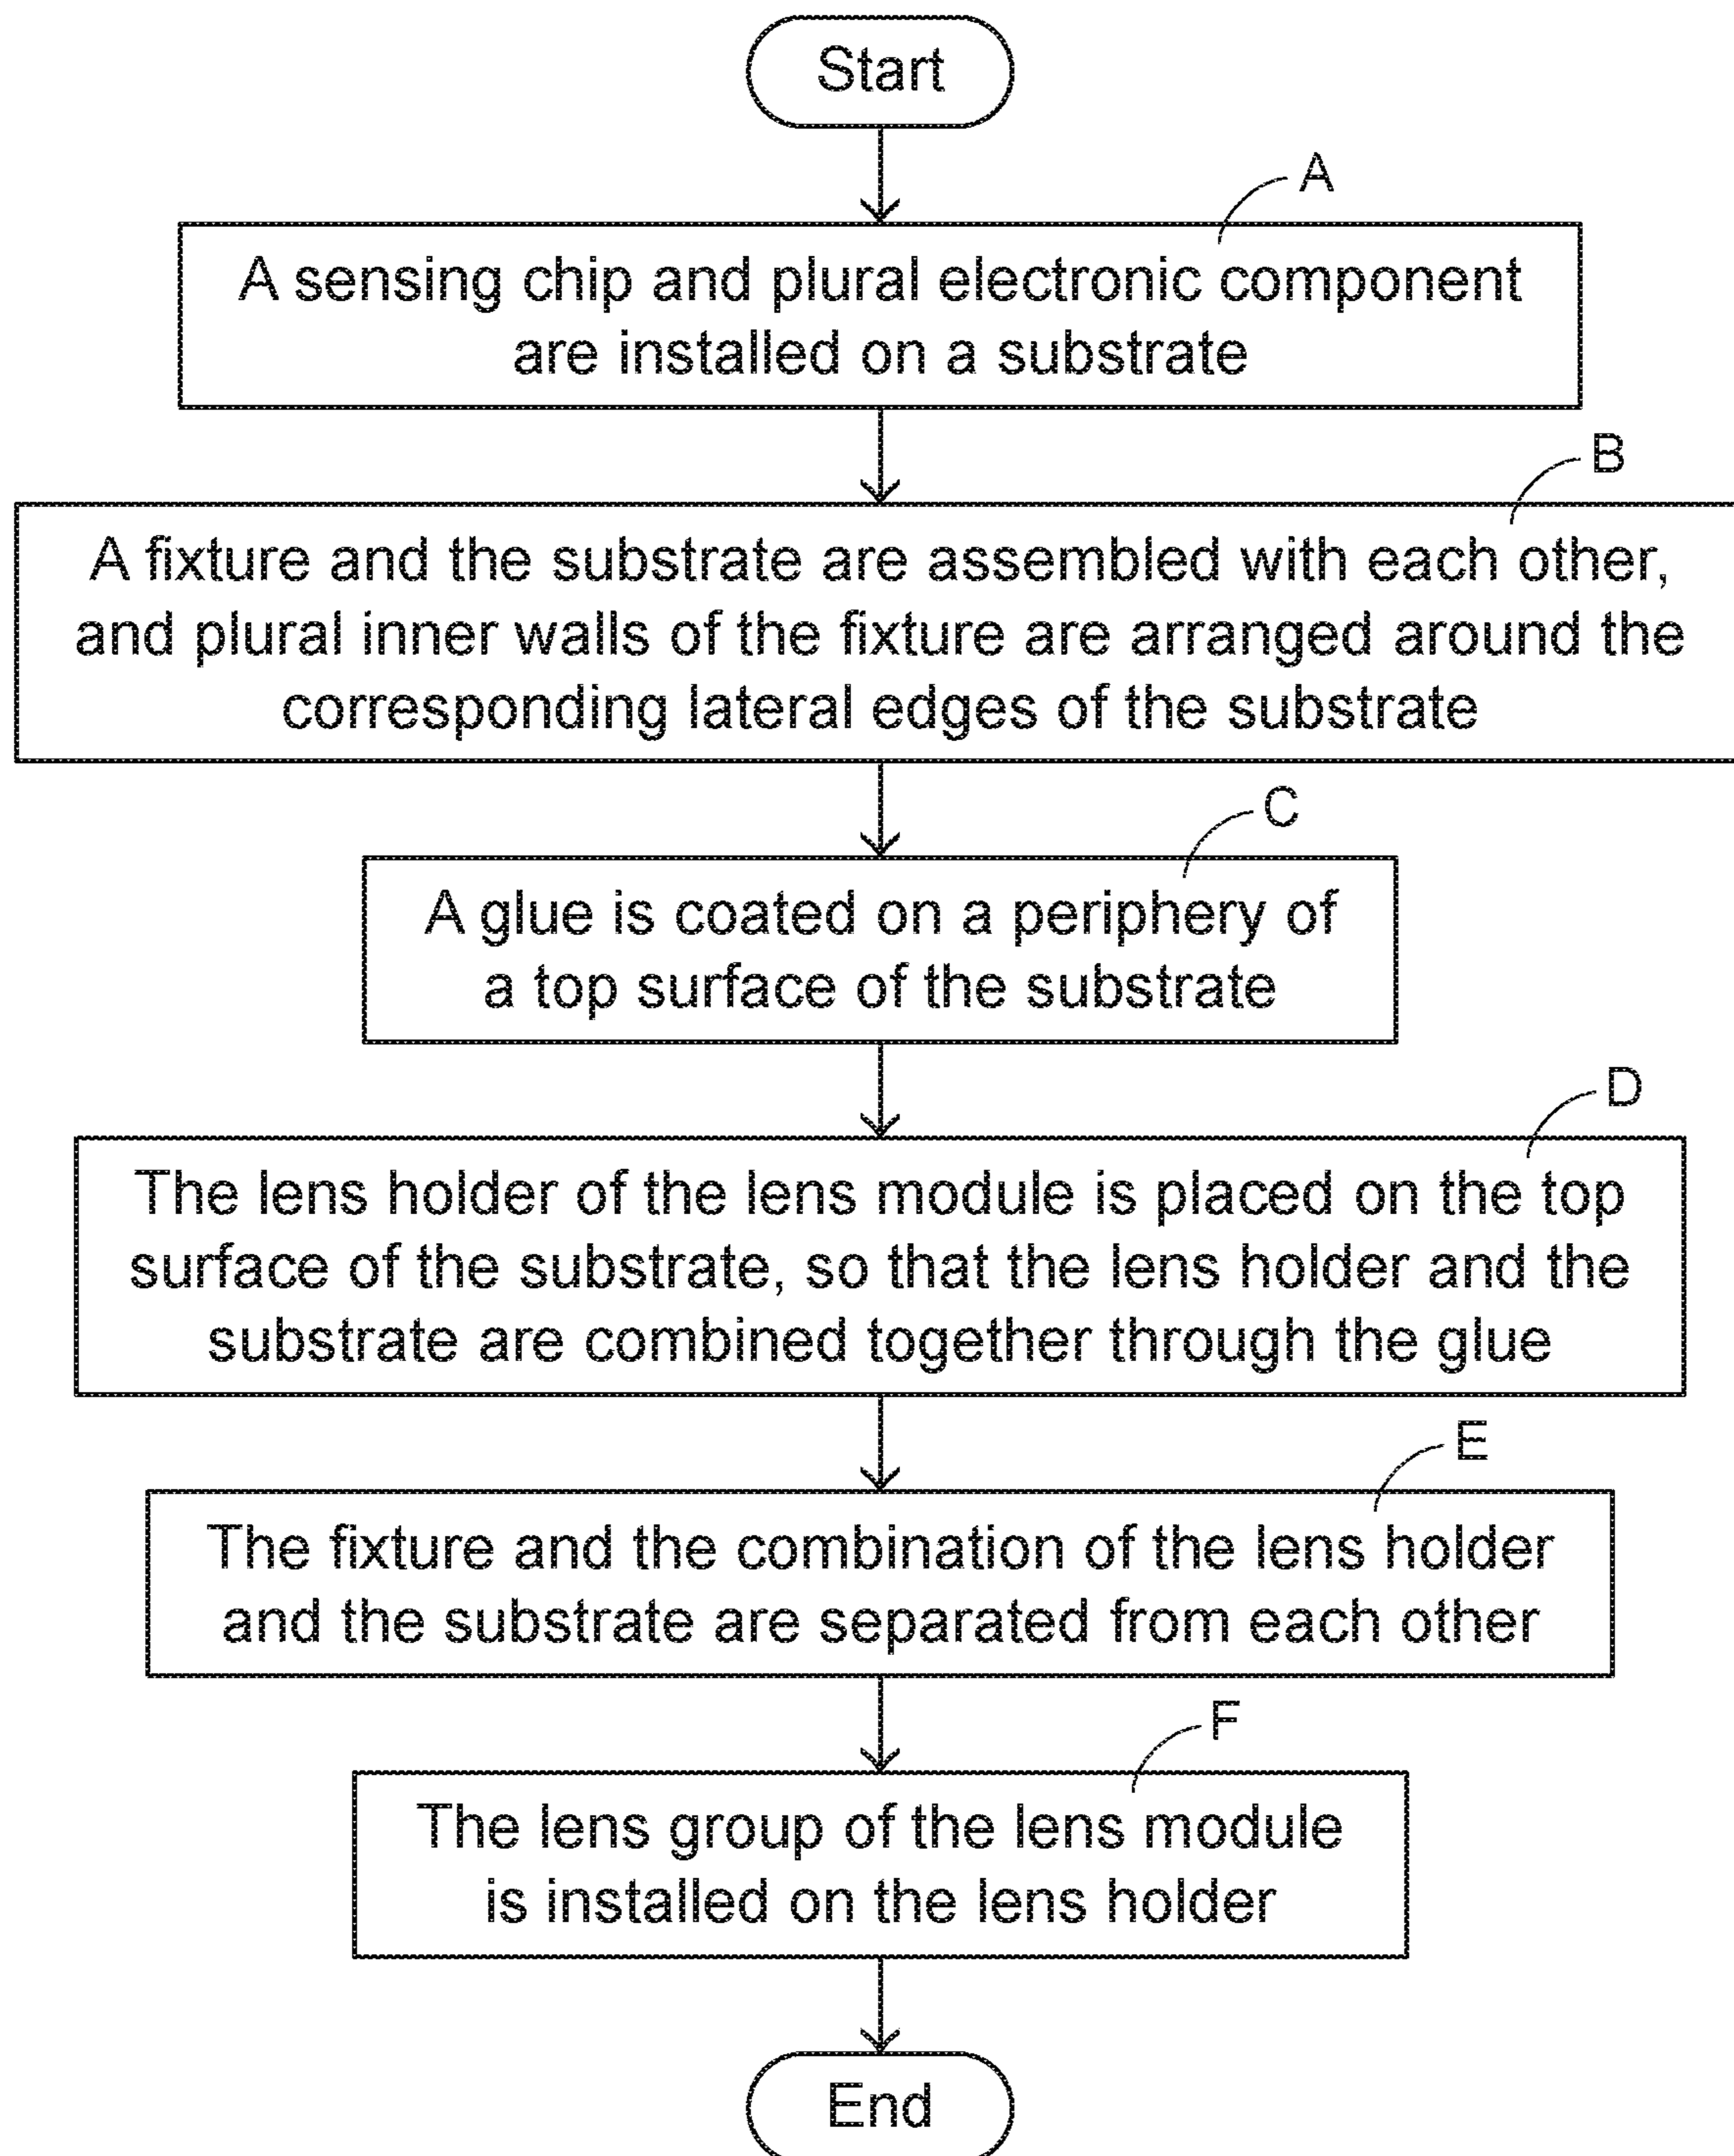 Start
A
A sensing chip and plural electronic component
are installed on a substrate
B
A fixture and the substrate are assembled with each other,
and plural inner walls of the fixture are arranged around the
corresponding lateral edges of the substrate
C
A glue is coated on a periphery of
a top surface of the substrate
D
The lens holder of the lens module is placed on the top
surface of the substrate, so that the lens holder and the
substrate are combined together through the glue
E
The fixture and the combination of the lens holder
and the substrate are separated from each other
F
The lens group of the lens module
is installed on the lens holder
End